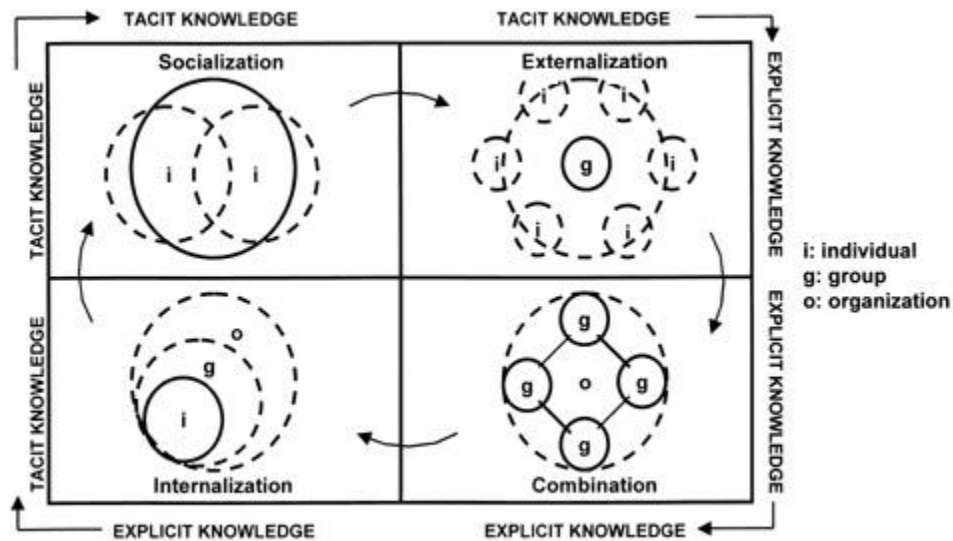 TACIT KNOWLEDGE
TACIT KNOWLEDGE
Socialization
Externalization
TACIT KNOWLEDGE
i
i
i
i
i
g
i
i
i
EXPLICIT KNOWLEDGE
i: individual
g: group
o: organization
TACIT KNOWLEDGE
o
g
i
g
g
o
g
g
EXPLICIT KNOWLEDGE
Internalization
Combination
EXPLICIT KNOWLEDGE
EXPLICIT KNOWLEDGE